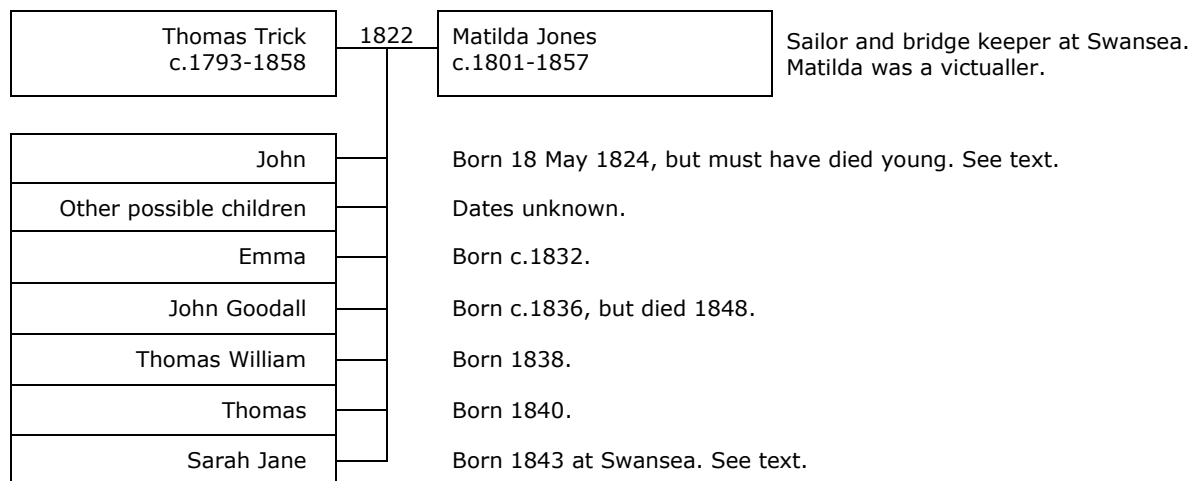 Thomas Trick
c.1793-1858
1822
Matilda Jones
c.1801-1857
Sailor and bridge keeper at Swansea.
Matilda was a victualler.
John
Born 18 May 1824, but must have died young. See text.
Other possible children
Dates unknown.
Emma
Born c.1832.
John Goodall
Born c.1836, but died 1848.
Thomas William
Born 1838.
Thomas
Born 1840.
Sarah Jane
Born 1843 at Swansea. See text.